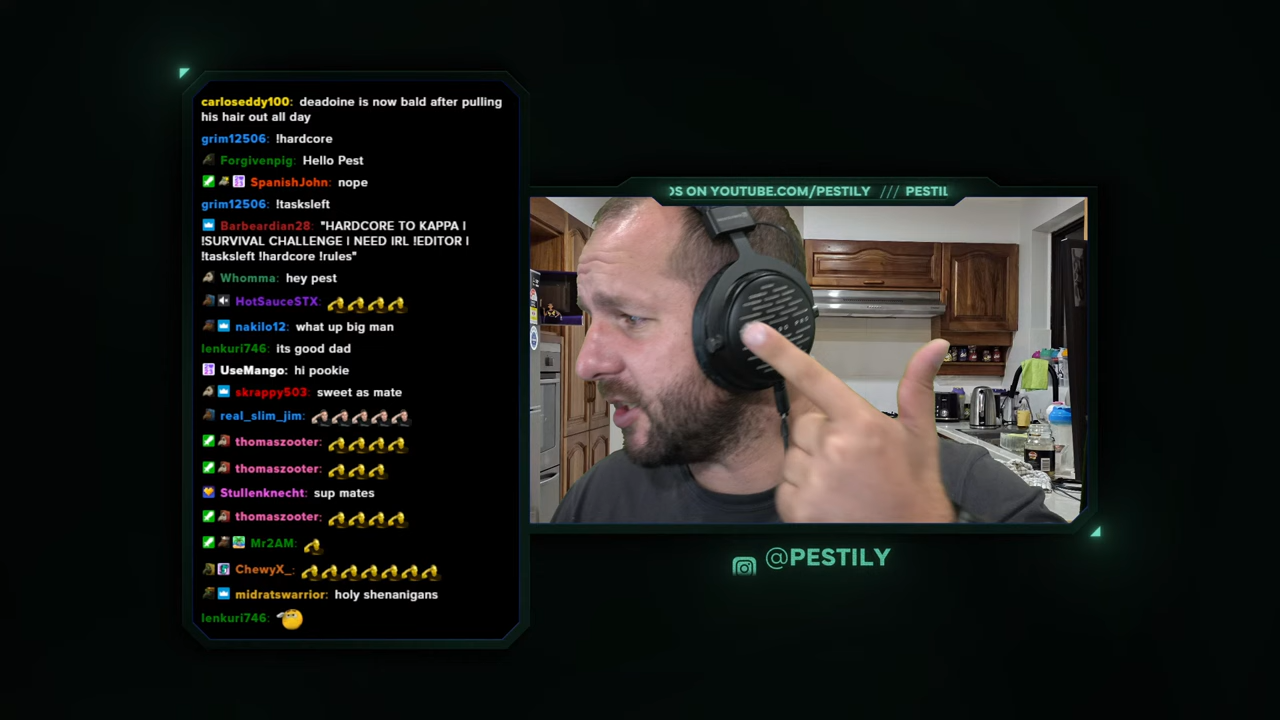 carloseddy100: deadoine is now bald after pulling
his hair out all day
grim12506: !hardcore
Forgivenpig: Hello Pest
SpanishJohn: nope
grim12506: !tasksleft
Barbeardian28: "HARDCORE TO KAPPA |
!SURVIVAL CHALLENGE | NEED IRL !EDITOR |
!tasksleft !hardcore !rules"
Whomma: hey pest
HotSauceSTX:
nakilo12: what up big man
lenkuri746: its good dad
UseMango: hi pookie
skrappy503: sweet as mate
real_slim_jim:
thomaszooter:
thomaszooter:
Stullenknecht: sup mates
thomaszooter:
Mr2AM:
ChewyX_:
midratswarrior: holy shenanigans
lenkuri746:
OS ON YOUTUBE.COM/PESTILY /// PESTIL
@PESTILY